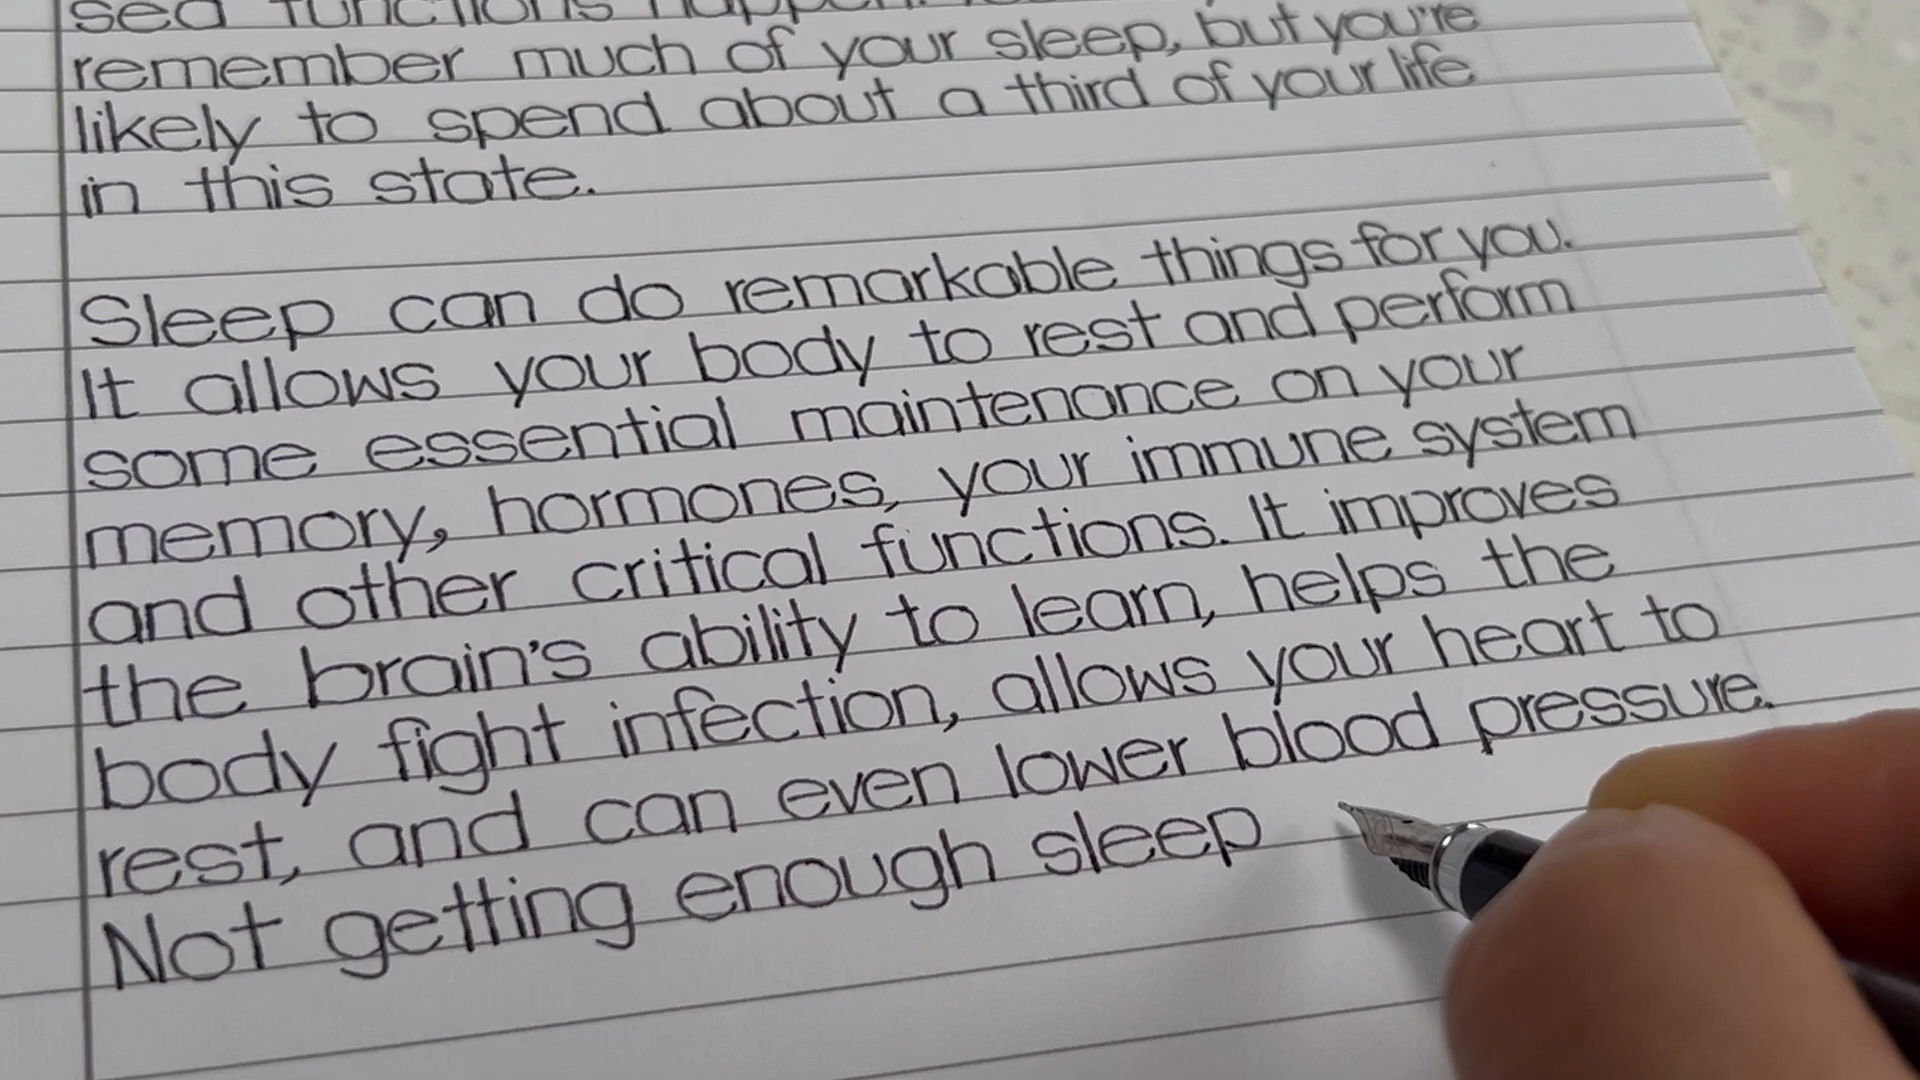 sed functions happen.
remember much of your sleep, but you're
likely to spend about a third of your life
in this state.
Sleep can do remarkable things for you.
It allows your body to rest and perform
some essential maintenance on your
memory, hormones, your immune system
and other critical functions. It improves
the brain's ability to learn, helps the
body fight infection, allows your heart to
rest, and can even lower blood pressure.
Not getting enough sleep